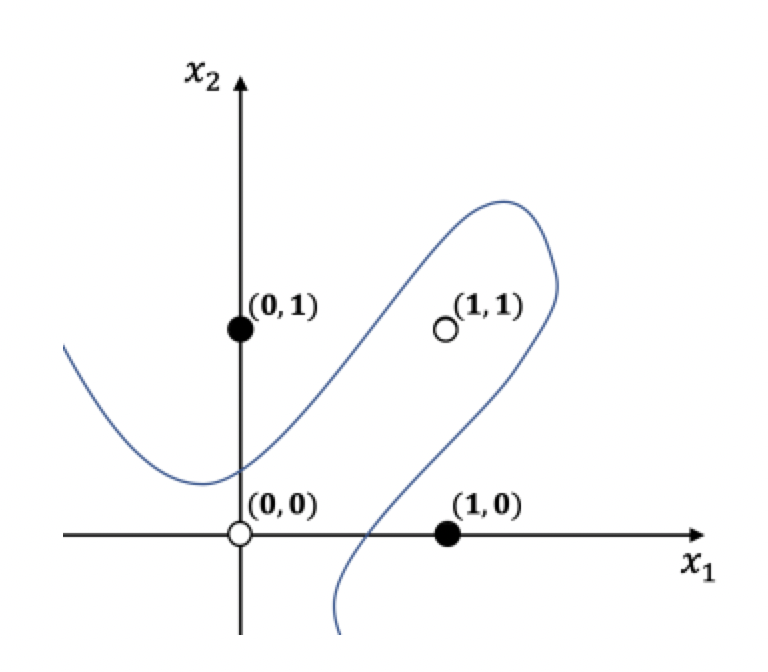 x₂
(0, 1)
(1, 1)
(0, 0)
(1, 0)
x₁